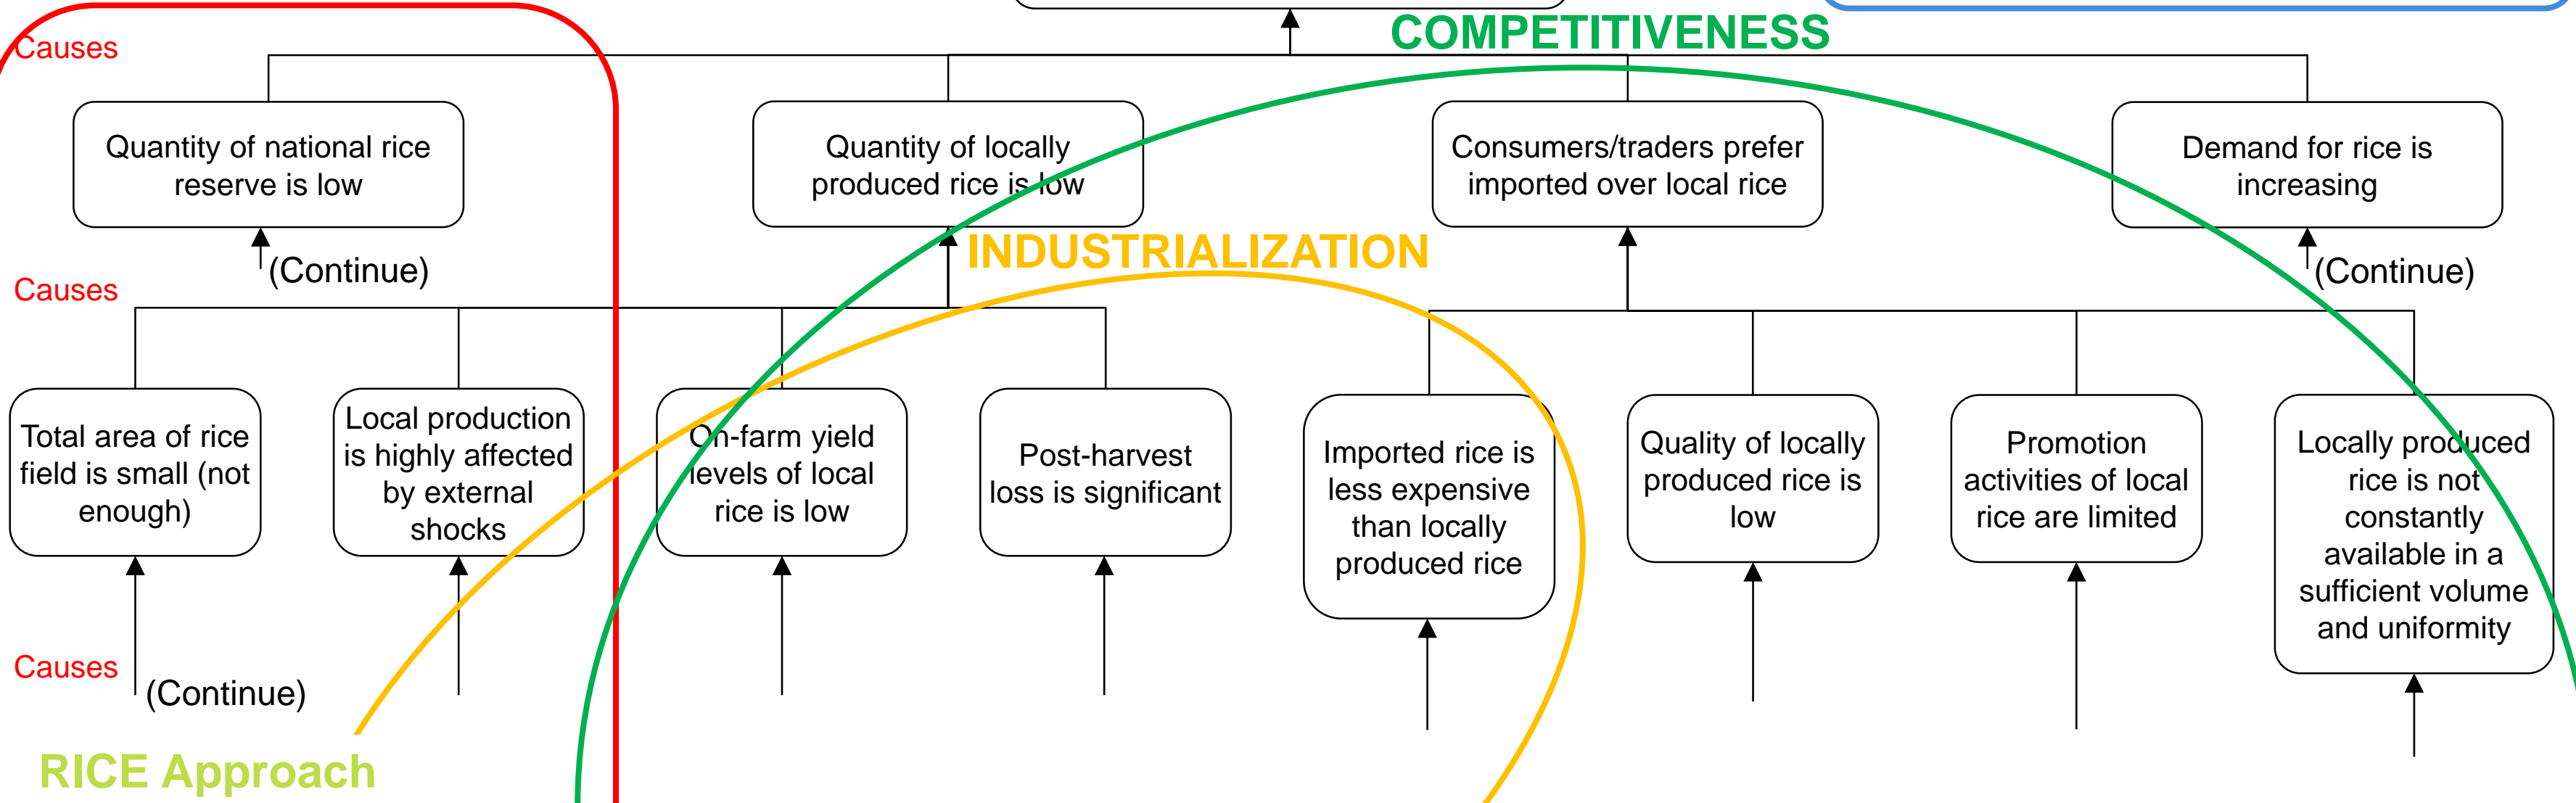 COMPETITIVENESS
Causes
Quantity of national rice
reserve is low
Quantity of locally
produced rice is low
Consumers/traders prefer
imported over local rice
Demand for rice is
increasing
INDUSTRIALIZATION
(Continue)
(Continue)
Causes
Total area of rice
field is small (not
enough)
Local production
is highly affected
by external
shocks
On-farm yield
levels of local
rice is low
Post-harvest
loss is significant
Imported rice is
less expensive
than locally
produced rice
Quality of locally
produced rice is
low
Promotion
activities of local
rice are limited
Locally produced
rice is not
constantly
available in a
sufficient volume
and uniformity
Causes
(Continue)
RICE Approach